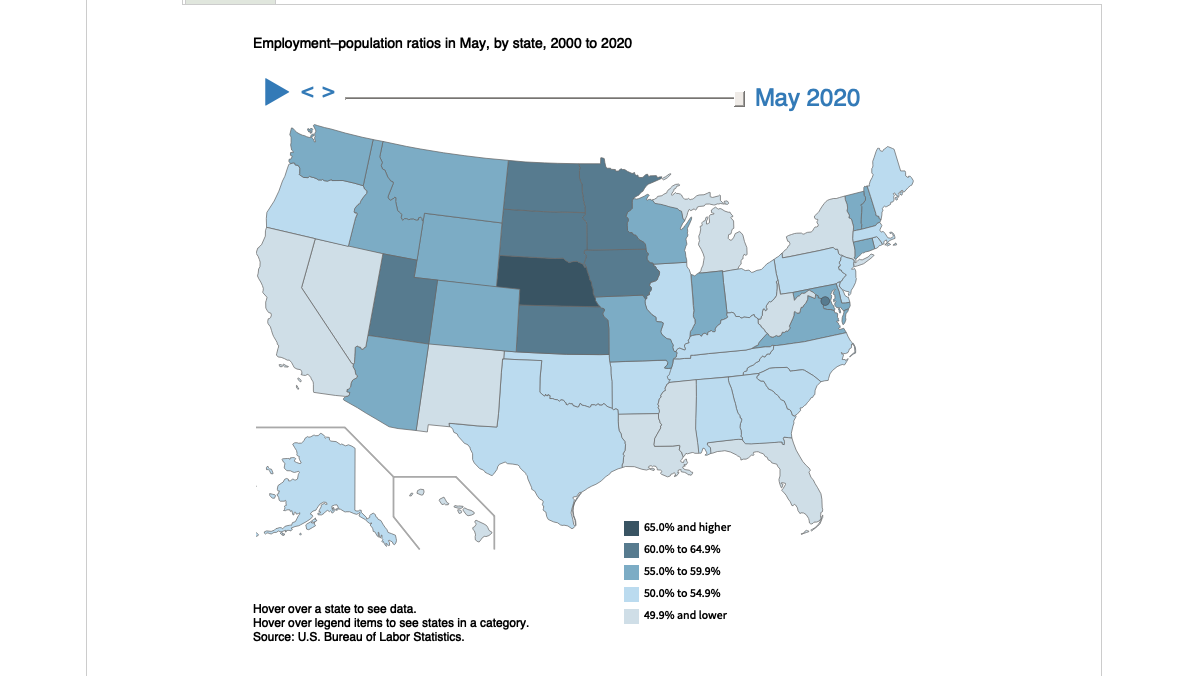 Employment–population ratios in May, by state, 2000 to 2020
< >
May 2020
65.0% and higher
60.0% to 64.9%
55.0% to 59.9%
50.0% to 54.9%
49.9% and lower
Hover over a state to see data.
Hover over legend items to see states in a category.
Source: U.S. Bureau of Labor Statistics.